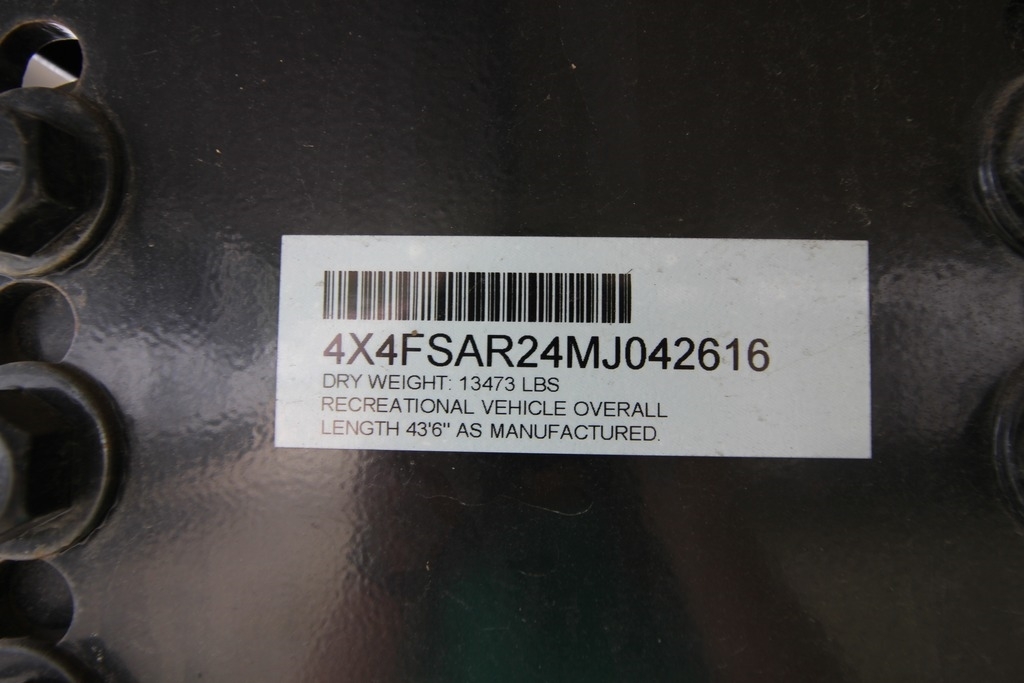 4X4FSAR24MJ042616
DRY WEIGHT: 13473 LBS
RECREATIONAL VEHICLE OVERALL
LENGTH 43'6" AS MANUFACTURED.